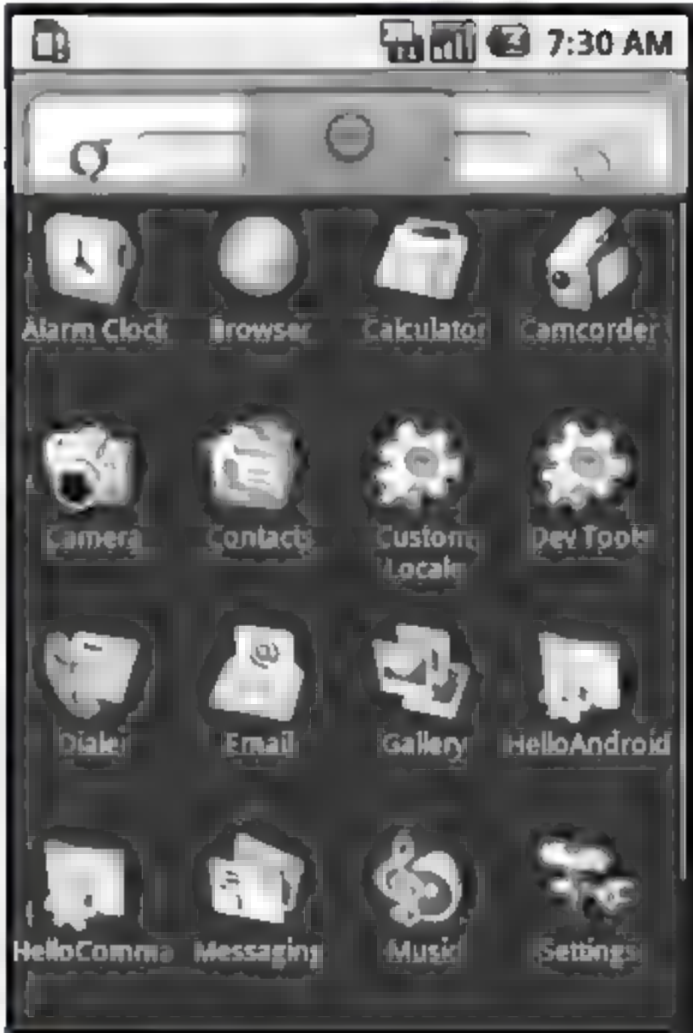 7:30 AM
Alarm Clock Browser Calculator Camcorder
Camera Contacts Custom Locale Dev Tools
Dialer Email Gallery HelloAndroid
HelloComma Messaging Music Settings